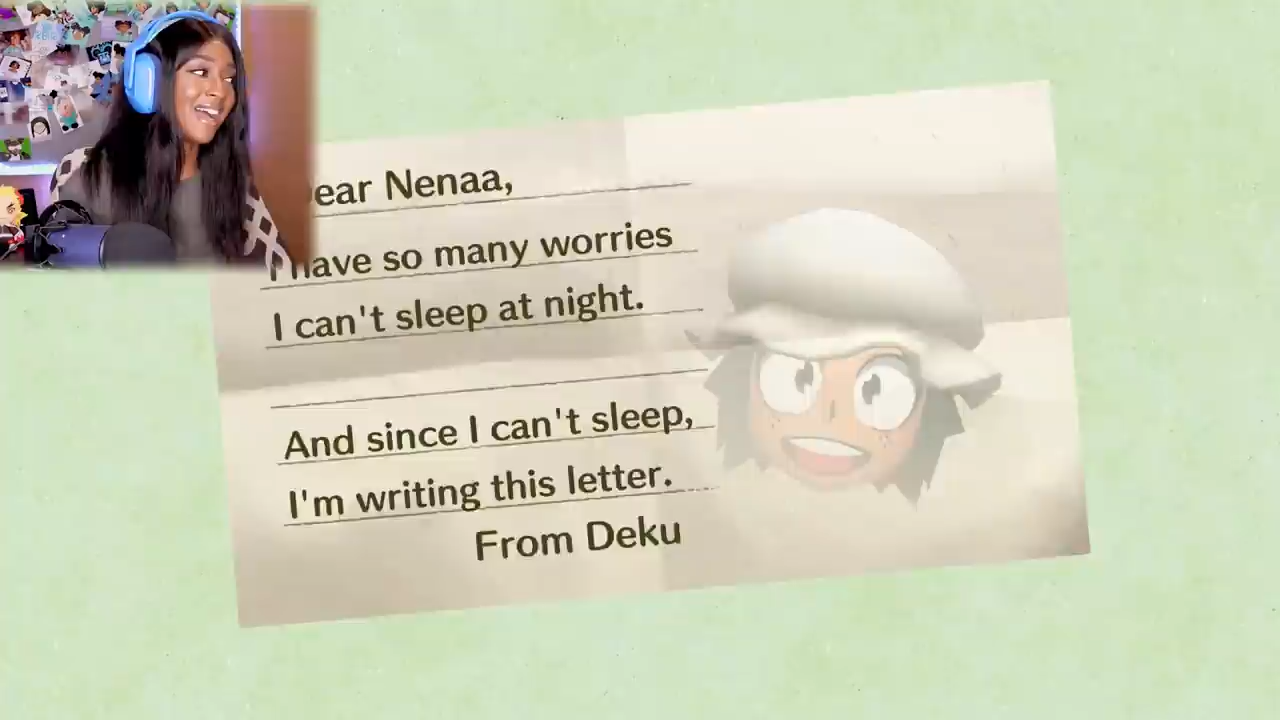 ear Nenaa,
I have so many worries
I can't sleep at night.
And since I can't sleep,
I'm writing this letter.
From Deku